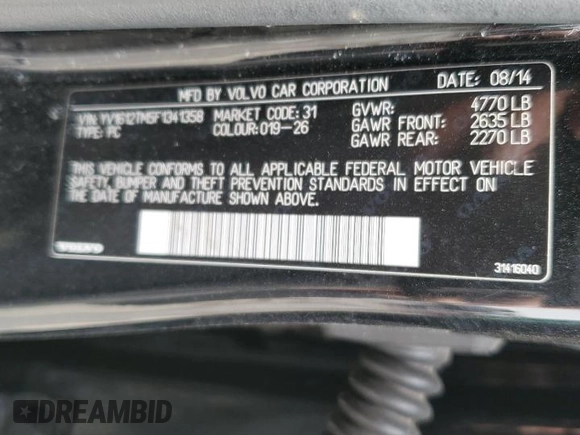 MFD BY VOLVO CAR CORPORATION DATE: 08/14
VIN: YV1612TM5F1341358 MARKET CODE: 31 GVWR: 4770 LB
TYPE: PC COLOUR: 019-26 GAWR FRONT: 2635 LB
GAWR REAR: 2270 LB
THIS VEHICLE CONFORMS TO ALL APPLICABLE FEDERAL MOTOR VEHICLE
SAFETY, BUMPER AND THEFT PREVENTION STANDARDS IN EFFECT ON
THE DATE OF MANUFACTURE SHOWN ABOVE.
VOLVO 31416040
DREAMBID